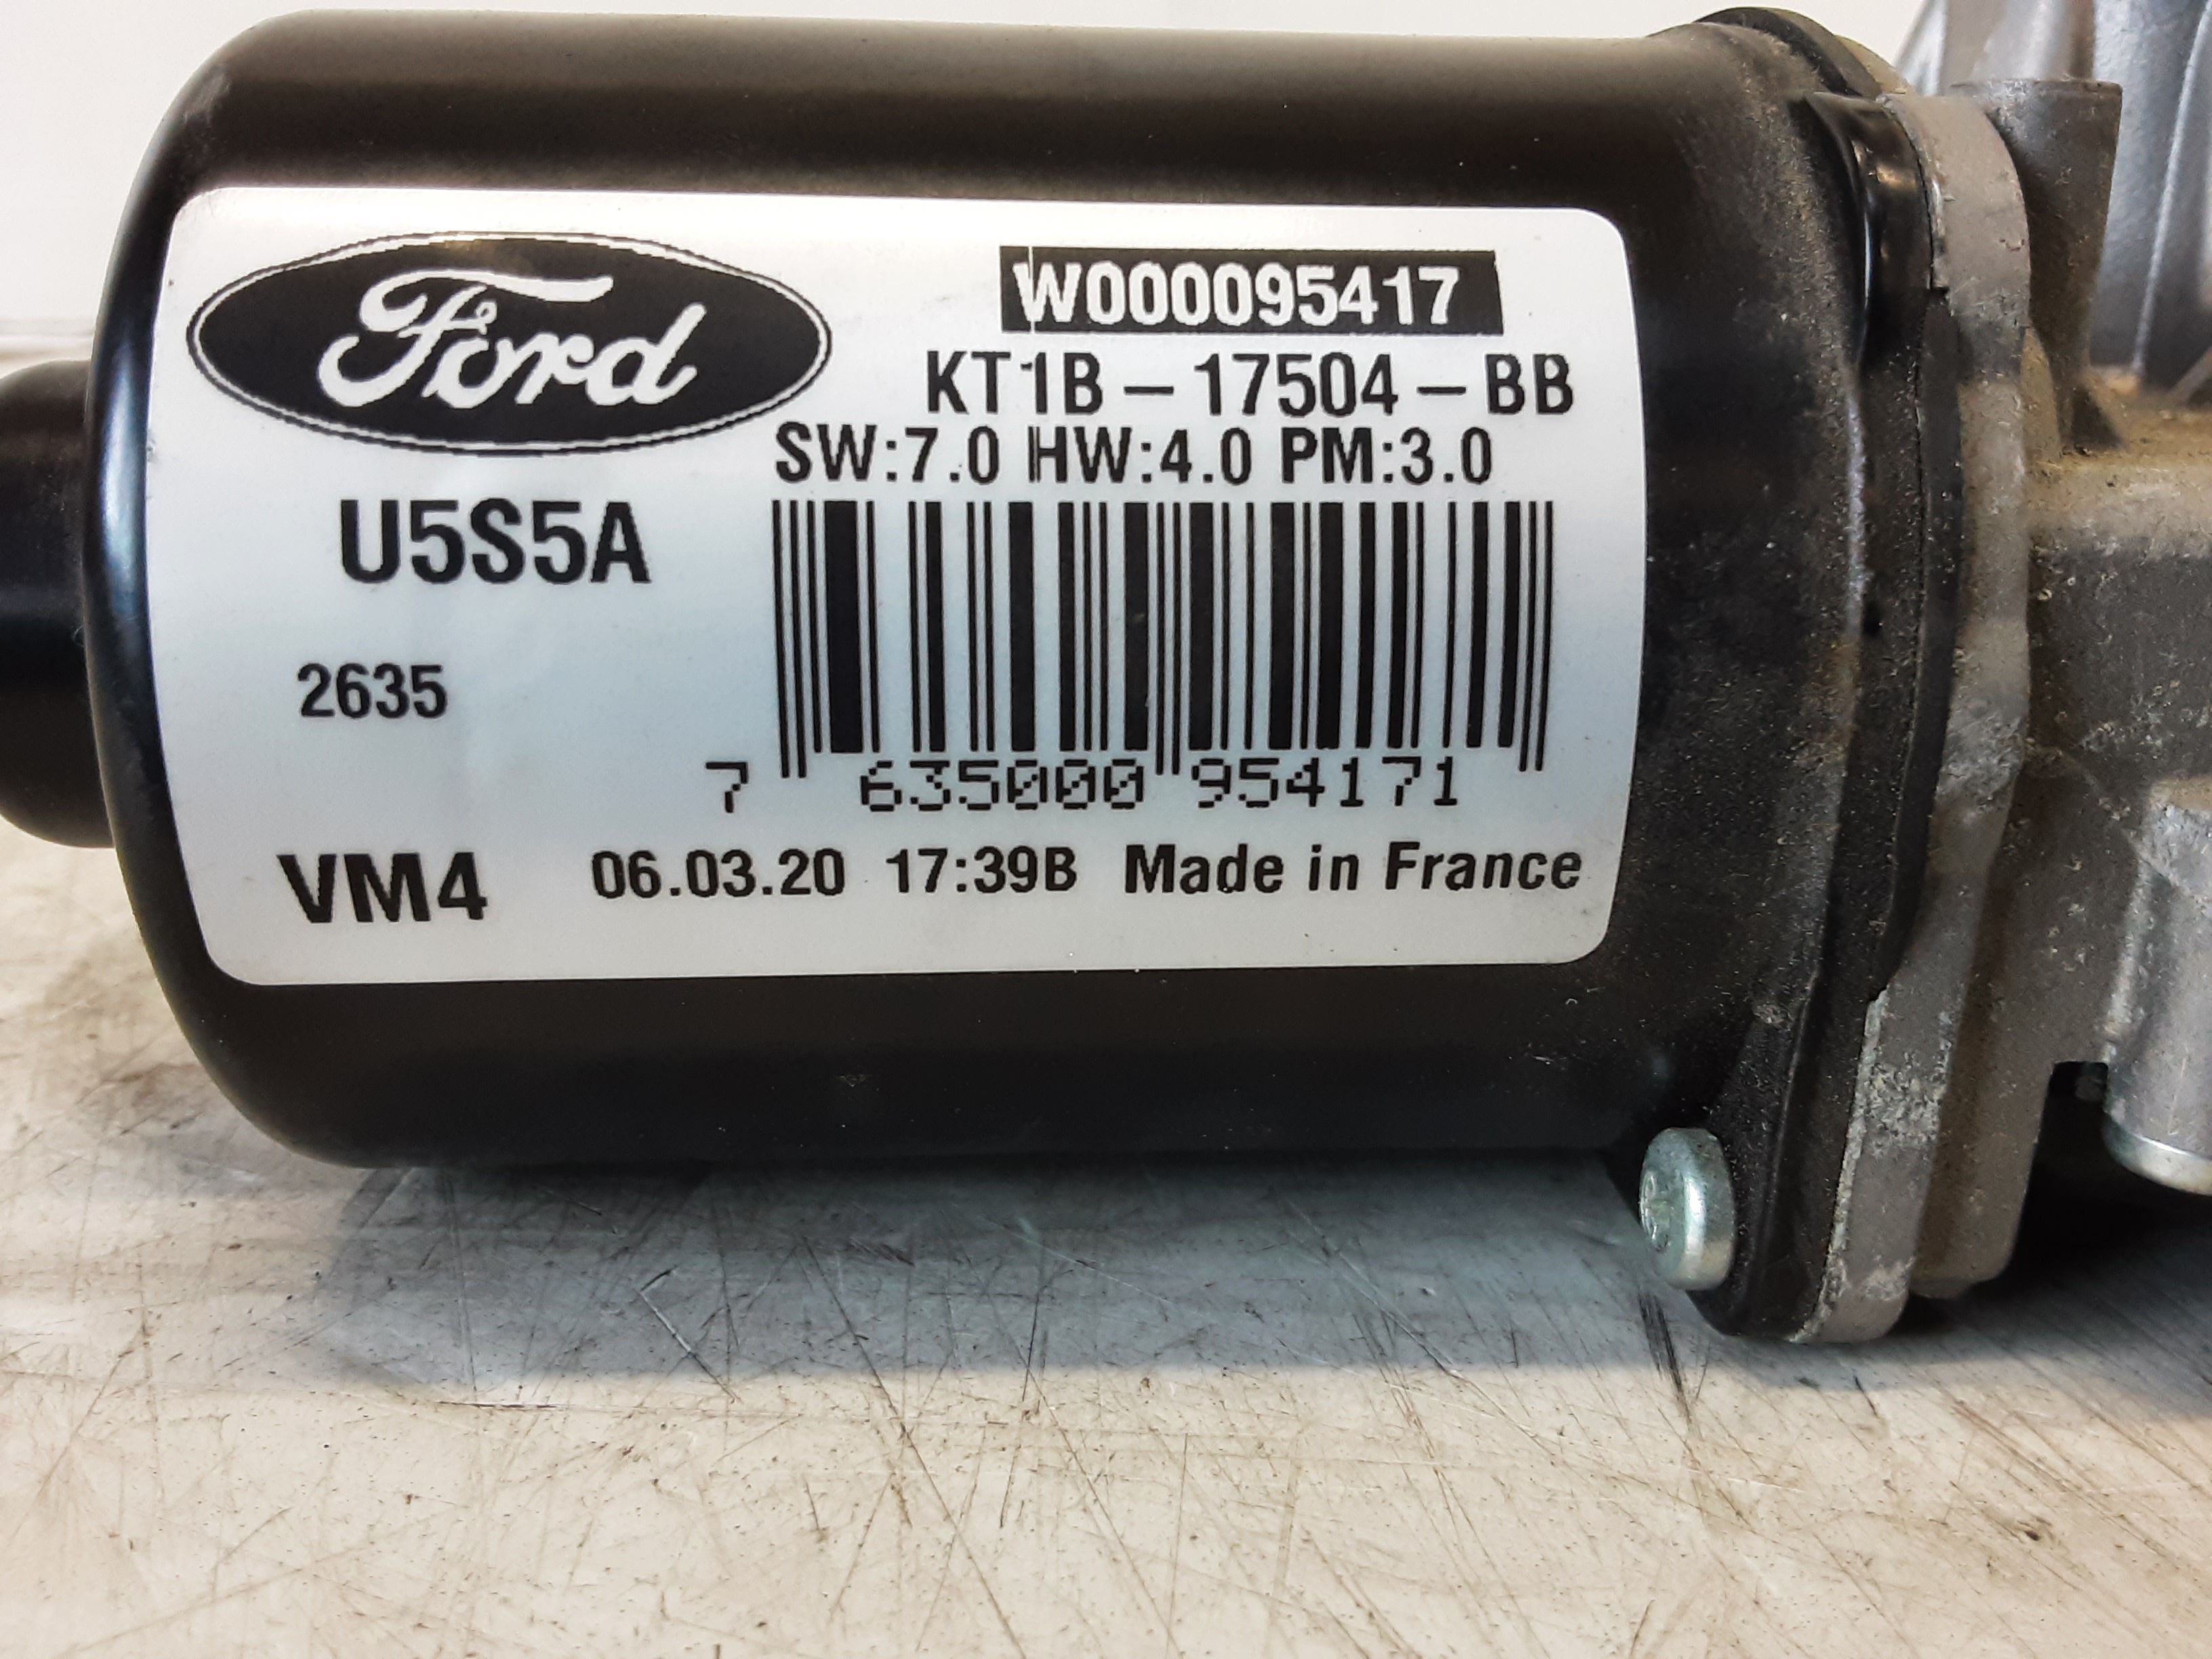 Ford
W000095417
KT1B-17504-BB
SW:7.0 HW:4.0 PM:3.0
U5S5A
2635
7 635000 954171
VM4 06.03.20 17:39B Made in France